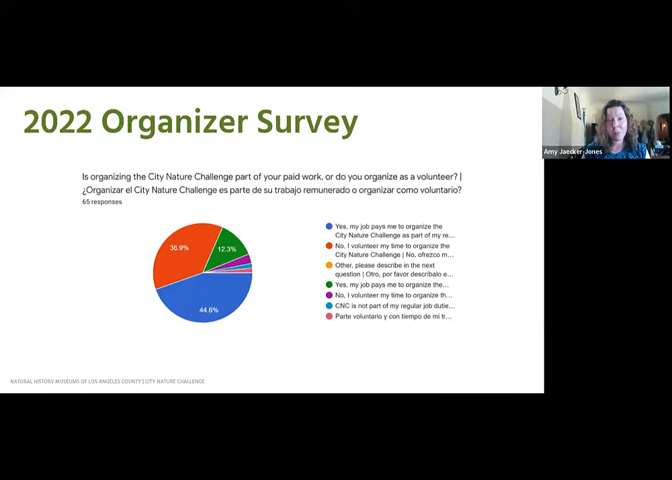 2022 Organizer Survey
Amy Jaecker-Jones
Is organizing the City Nature Challenge part of your paid work, or do you organize as a volunteer? |
¿Organizar el City Nature Challenge es parte de su trabajo remunerado o organizar como voluntario?
65 responses
36.9%
12.3%
44.6%
Yes, my job pays me to organize the
City Nature Challenge as part of my re...
No, I volunteer my time to organize the
City Nature Challenge | No, ofrezco m...
Other, please describe in the next
question | Otro, por favor descríbalo e...
Yes, my job pays me to organize the...
No, I volunteer my time to organize th...
CNC is not part of my regular job dutie...
Parte voluntario y con tiempo de mi tr...
NATURAL HISTORY MUSEUMS OF LOS ANGELES COUNTY | CITY NATURE CHALLENGE